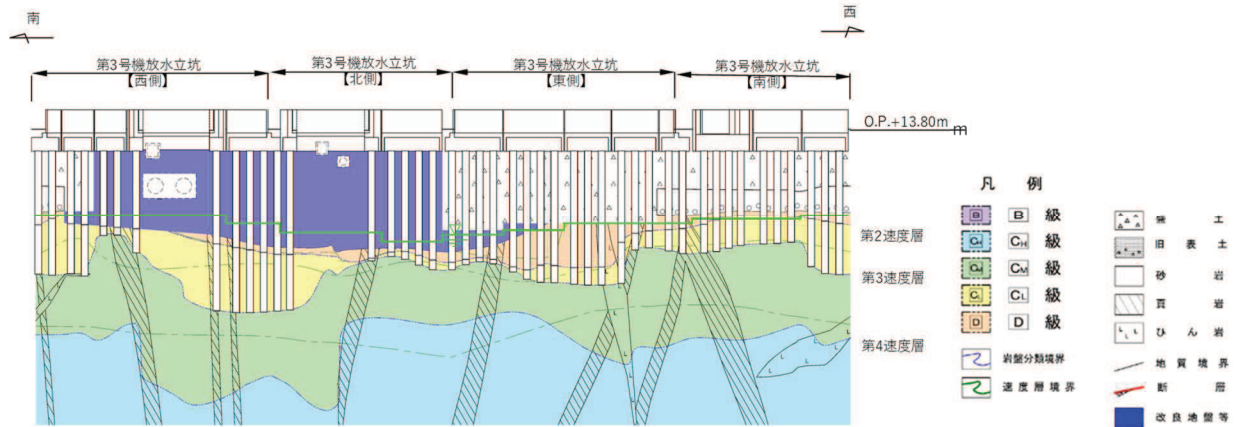 南
西
第3号機放水立坑
【西側】
第3号機放水立坑
【北側】
第3号機放水立坑
【東側】
第3号機放水立坑
【南側】
O.P.+13.80m m
第2速度層
第3速度層
第4速度層
凡 例
B B 級
CH CH 級
CM CM 級
CL CL 級
D D 級
岩盤分類境界
速度層境界
盛 土
旧 表 土
砂 岩
頁 岩
ひ ん 岩
地 質 境 界
断 層
改 良 地 盤 等